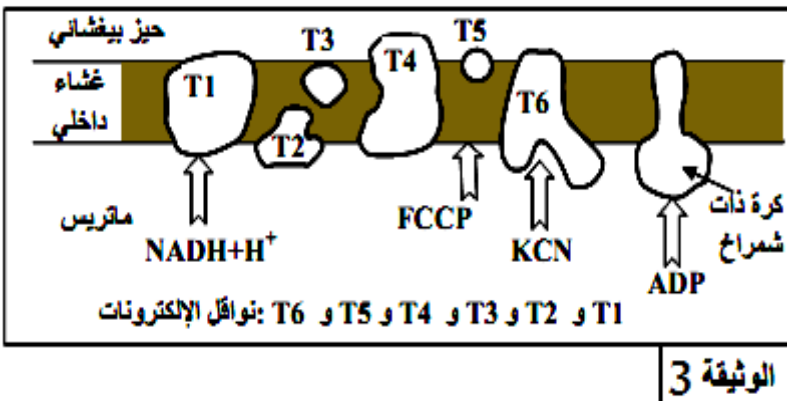 حيز بيغشائي
غشاء
داخلي
ماتريس
T1
T2
T3
T4
T5
T6
NADH+H⁺
FCCP
KCN
ADP
كرة ذات
شمراخ
T1 و T2 و T3 و T4 و T5 و T6 :نواقل الإلكترونات
الوثيقة 3